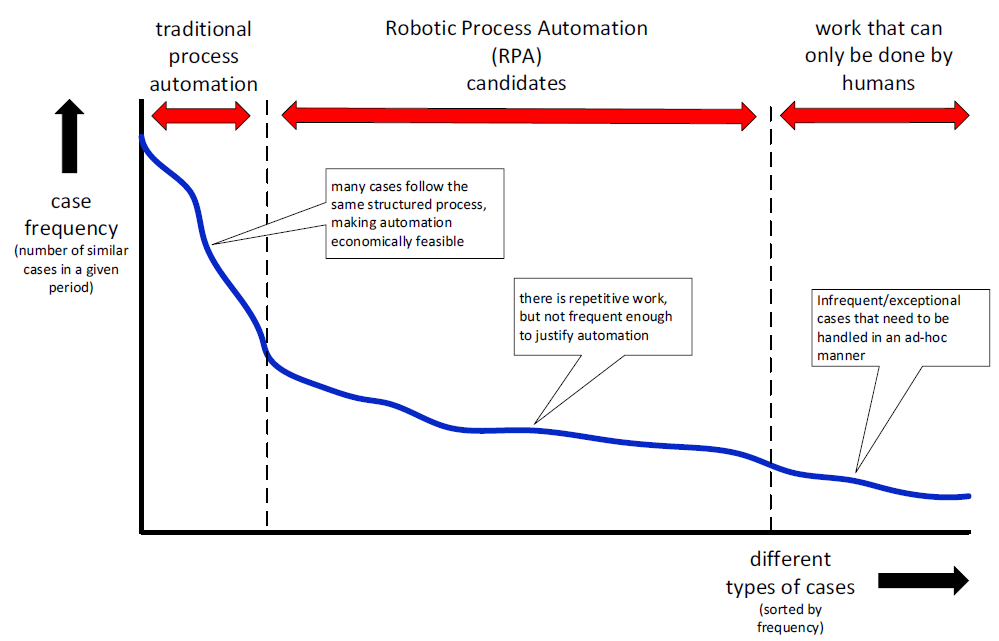 traditional
process
automation
Robotic Process Automation
(RPA)
candidates
work that can
only be done by
humans
case
frequency
(number of similar
cases in a given
period)
many cases follow the
same structured process,
making automation
economically feasible
there is repetitive work,
but not frequent enough
to justify automation
Infrequent/exceptional
cases that need to be
handled in an ad-hoc
manner
different
types of cases
(sorted by
frequency)